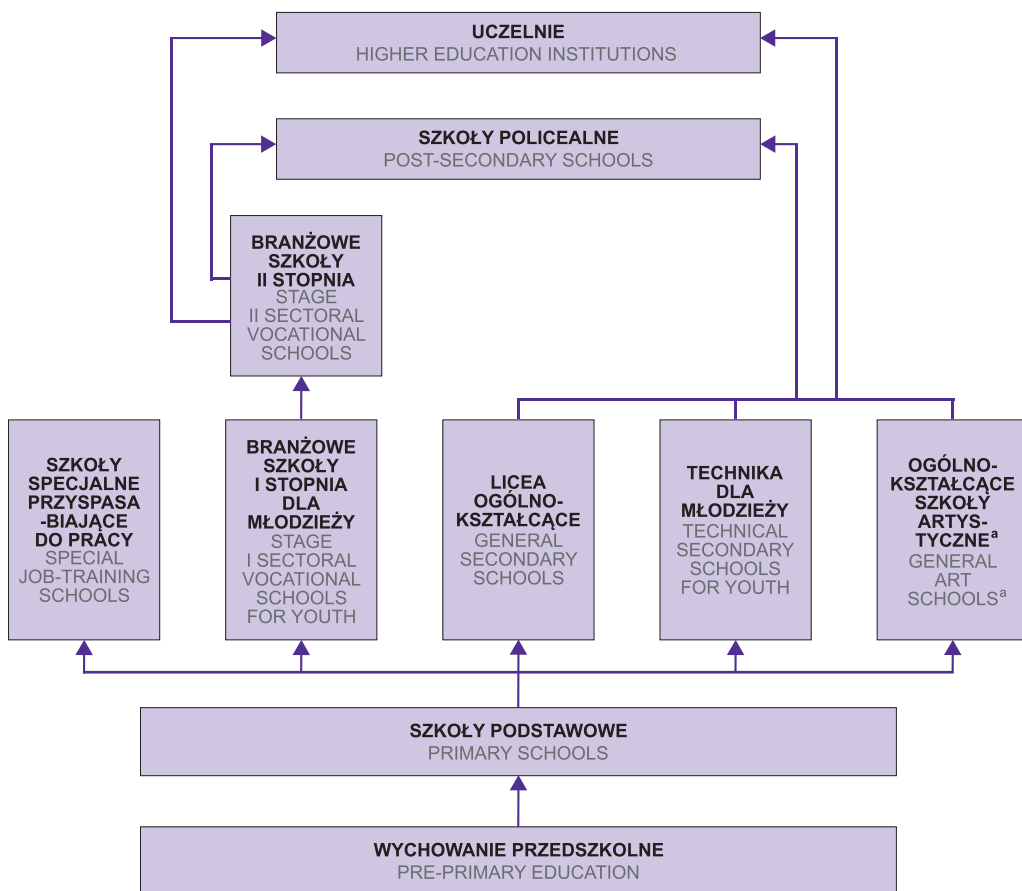 UCZELNIE
HIGHER EDUCATION INSTITUTIONS
SZKOŁY POLICEALNE
POST-SECONDARY SCHOOLS
BRANŻOWE
SZKOŁY
II STOPNIA
STAGE
II SECTORAL
VOCATIONAL
SCHOOLS
SZKOŁY
SPECJALNE
PRZYSPASA
-BIAJĄCE
DO PRACY
SPECIAL
JOB-TRAINING
SCHOOLS
BRANŻOWE
SZKOŁY
I STOPNIA
DLA
MŁODZIEŻY
STAGE
I SECTORAL
VOCATIONAL
SCHOOLS
FOR YOUTH
LICEA
OGÓLNO-
KSZTAŁCĄCE
GENERAL
SECONDARY
SCHOOLS
TECHNIKA
DLA
MŁODZIEŻY
TECHNICAL
SECONDARY
SCHOOLS
FOR YOUTH
OGÓLNO-
KSZTAŁCĄCE
SZKOŁY
ARTYS-
TYCZNEᵃ
GENERAL
ART
SCHOOLSᵃ
SZKOŁY PODSTAWOWE
PRIMARY SCHOOLS
WYCHOWANIE PRZEDSZKOLNE
PRE-PRIMARY EDUCATION